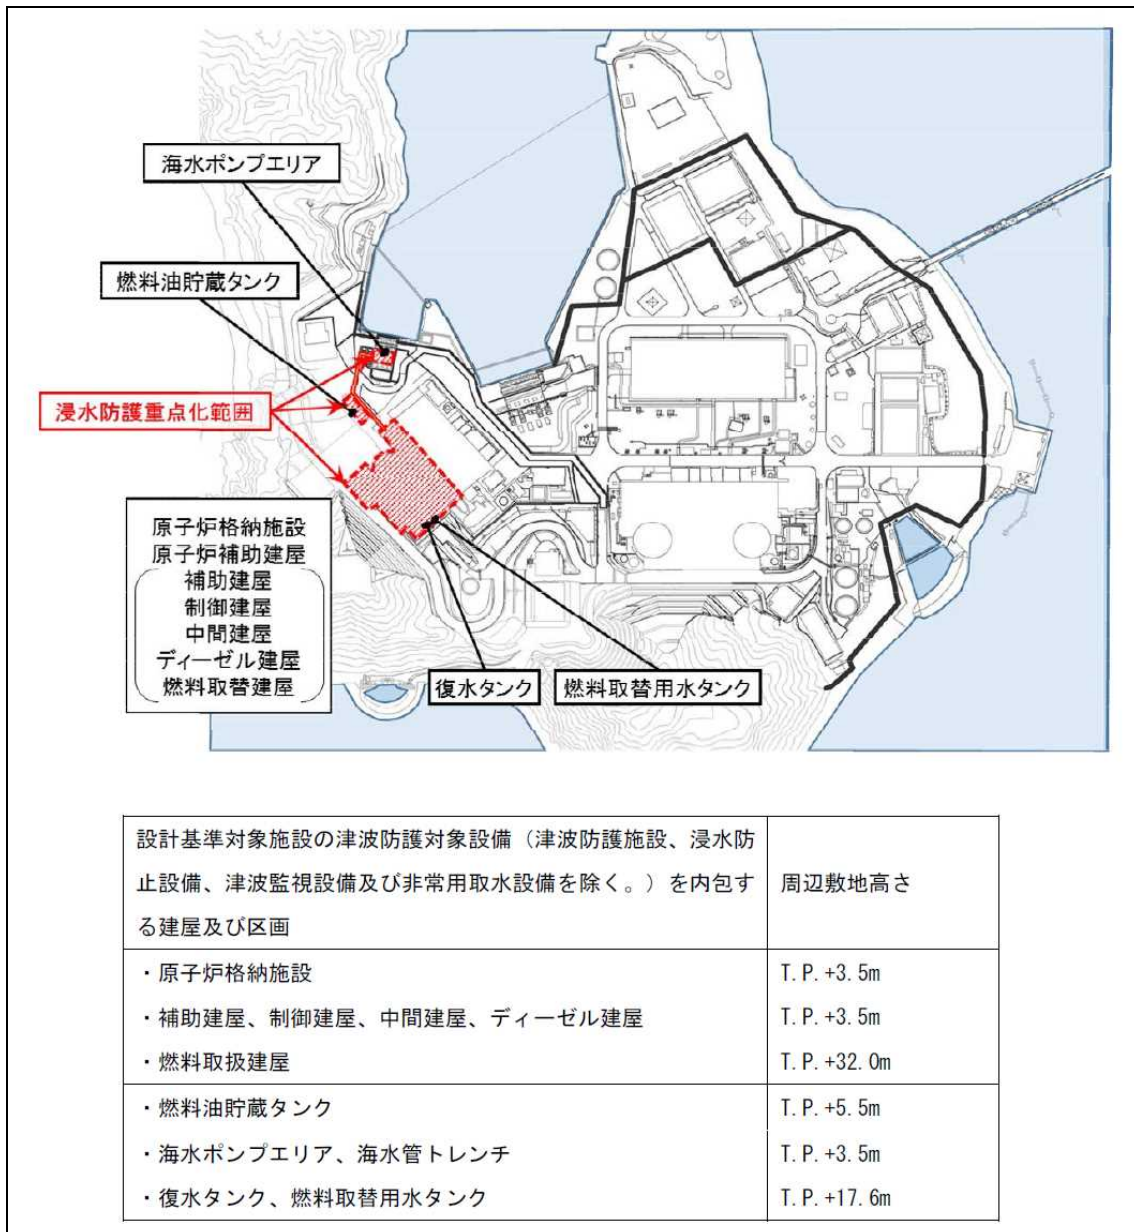 海水ポンプエリア
燃料油貯蔵タンク
浸水防護重点化範囲
原子炉格納施設
原子炉補助建屋
補助建屋
制御建屋
中間建屋
ディーゼル建屋
燃料取替建屋
復水タンク
燃料取替用水タンク
設計基準対象施設の津波防護対象設備（津波防護施設、浸水防
止設備、津波監視設備及び非常用取水設備を除く。）を内包す
る建屋及び区画
周辺敷地高さ
・原子炉格納施設
T.P.+3.5m
・補助建屋、制御建屋、中間建屋、ディーゼル建屋
T.P.+3.5m
・燃料取扱建屋
T.P.+32.0m
・燃料油貯蔵タンク
T.P.+5.5m
・海水ポンプエリア、海水管トレンチ
T.P.+3.5m
・復水タンク、燃料取替用水タンク
T.P.+17.6m